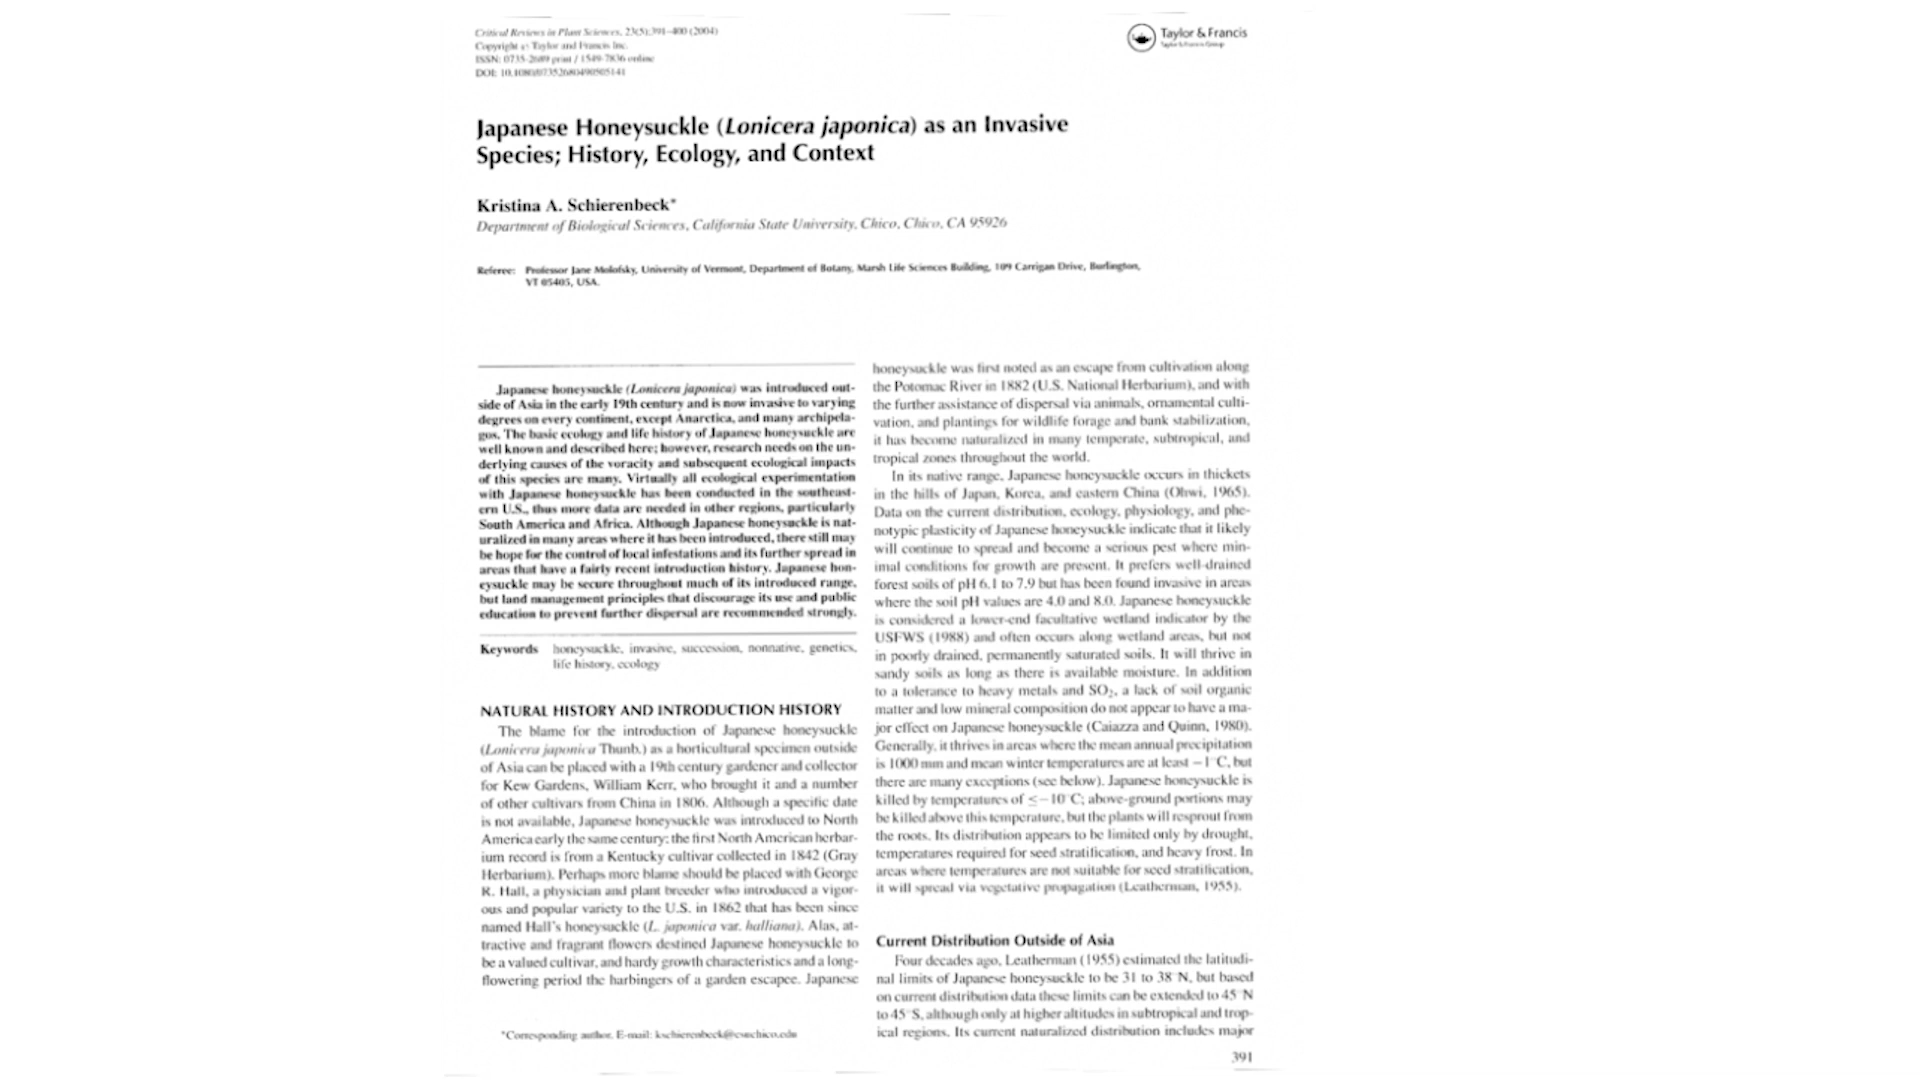 Critical Reviews in Plant Sciences, 23(5):391–400 (2004)
Copyright © Taylor and Francis Inc.
ISSN: 0735-2689 print / 1549-7836 online
DOI: 10.1080/07352680490505141
Taylor & Francis
Taylor & Francis Group
Japanese Honeysuckle (Lonicera japonica) as an Invasive
Species; History, Ecology, and Context
Kristina A. Schierenbeck*
Department of Biological Sciences, California State University, Chico, Chico, CA 95926
Referee: Professor Jane Molofsky, University of Vermont, Department of Botany, Marsh Life Sciences Building, 109 Carrigan Drive, Burlington,
VT 05405, USA.
Japanese honeysuckle (Lonicera japonica) was introduced out-
side of Asia in the early 19th century and is now invasive to varying
degrees on every continent, except Anarctica, and many archipela-
gos. The basic ecology and life history of Japanese honeysuckle are
well known and described here; however, research needs on the un-
derlying causes of the voracity and subsequent ecological impacts
of this species are many. Virtually all ecological experimentation
with Japanese honeysuckle has been conducted in the southeast-
ern U.S., thus more data are needed in other regions, particularly
South America and Africa. Although Japanese honeysuckle is nat-
uralized in many areas where it has been introduced, there still may
be hope for the control of local infestations and its further spread in
areas that have a fairly recent introduction history. Japanese hon-
eysuckle may be secure throughout much of its introduced range,
but land management principles that discourage its use and public
education to prevent further dispersal are recommended strongly.
Keywords honeysuckle, invasive, succession, nonnative, genetics,
life history, ecology
NATURAL HISTORY AND INTRODUCTION HISTORY
The blame for the introduction of Japanese honeysuckle
(Lonicera japonica Thunb.) as a horticultural specimen outside
of Asia can be placed with a 19th century gardener and collector
for Kew Gardens, William Kerr, who brought it and a number
of other cultivars from China in 1806. Although a specific date
is not available, Japanese honeysuckle was introduced to North
America early the same century; the first North American herbar-
ium record is from a Kentucky cultivar collected in 1842 (Gray
Herbarium). Perhaps more blame should be placed with George
R. Hall, a physician and plant breeder who introduced a vigor-
ous and popular variety to the U.S. in 1862 that has been since
named Hall's honeysuckle (L. japonica var. halliana). Alas, at-
tractive and fragrant flowers destined Japanese honeysuckle to
be a valued cultivar, and hardy growth characteristics and a long-
flowering period the harbingers of a garden escapee. Japanese
*Corresponding author. E-mail: kschierenbeck@csuchico.edu
honeysuckle was first noted as an escape from cultivation along
the Potomac River in 1882 (U.S. National Herbarium), and with
the further assistance of dispersal via animals, ornamental culti-
vation, and plantings for wildlife forage and bank stabilization,
it has become naturalized in many temperate, subtropical, and
tropical zones throughout the world.
In its native range, Japanese honeysuckle occurs in thickets
in the hills of Japan, Korea, and eastern China (Ohwi, 1965).
Data on the current distribution, ecology, physiology, and phe-
notypic plasticity of Japanese honeysuckle indicate that it likely
will continue to spread and become a serious pest where min-
imal conditions for growth are present. It prefers well-drained
forest soils of pH 6.1 to 7.9 but has been found invasive in areas
where the soil pH values are 4.0 and 8.0. Japanese honeysuckle
is considered a lower-end facultative wetland indicator by the
USFWS (1988) and often occurs along wetland areas, but not
in poorly drained, permanently saturated soils. It will thrive in
sandy soils as long as there is available moisture. In addition
to a tolerance to heavy metals and SO₂, a lack of soil organic
matter and low mineral composition do not appear to have a ma-
jor effect on Japanese honeysuckle (Caiazza and Quinn, 1980).
Generally, it thrives in areas where the mean annual precipitation
is 1000 mm and mean winter temperatures are at least −1°C, but
there are many exceptions (see below). Japanese honeysuckle is
killed by temperatures of ≤−10°C; above-ground portions may
be killed above this temperature, but the plants will resprout from
the roots. Its distribution appears to be limited only by drought,
temperatures required for seed stratification, and heavy frost. In
areas where temperatures are not suitable for seed stratification,
it will spread via vegetative propagation (Leatherman, 1955).
Current Distribution Outside of Asia
Four decades ago, Leatherman (1955) estimated the latitudi-
nal limits of Japanese honeysuckle to be 31 to 38°N, but based
on current distribution data these limits can be extended to 45°N
to 45°S, although only at higher altitudes in subtropical and trop-
ical regions. Its current naturalized distribution includes major
391